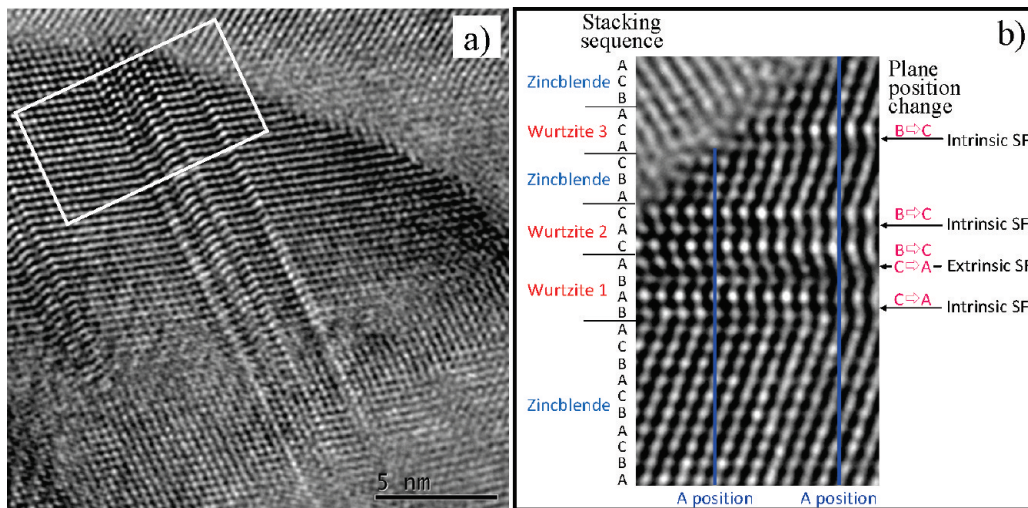 a)
5 nm
b)
Stacking
sequence
A
C
B
A
C
A
C
B
A
C
A
C
A
B
A
B
A
C
B
A
C
B
A
C
B
A
Zincblende
Wurtzite 3
Zincblende
Wurtzite 2
Wurtzite 1
Zincblende
Plane
position
change
B⇨C
Intrinsic SF
B⇨C
Intrinsic SF
B⇨C
C⇨A
Extrinsic SF
C⇨A
Intrinsic SF
A position
A position